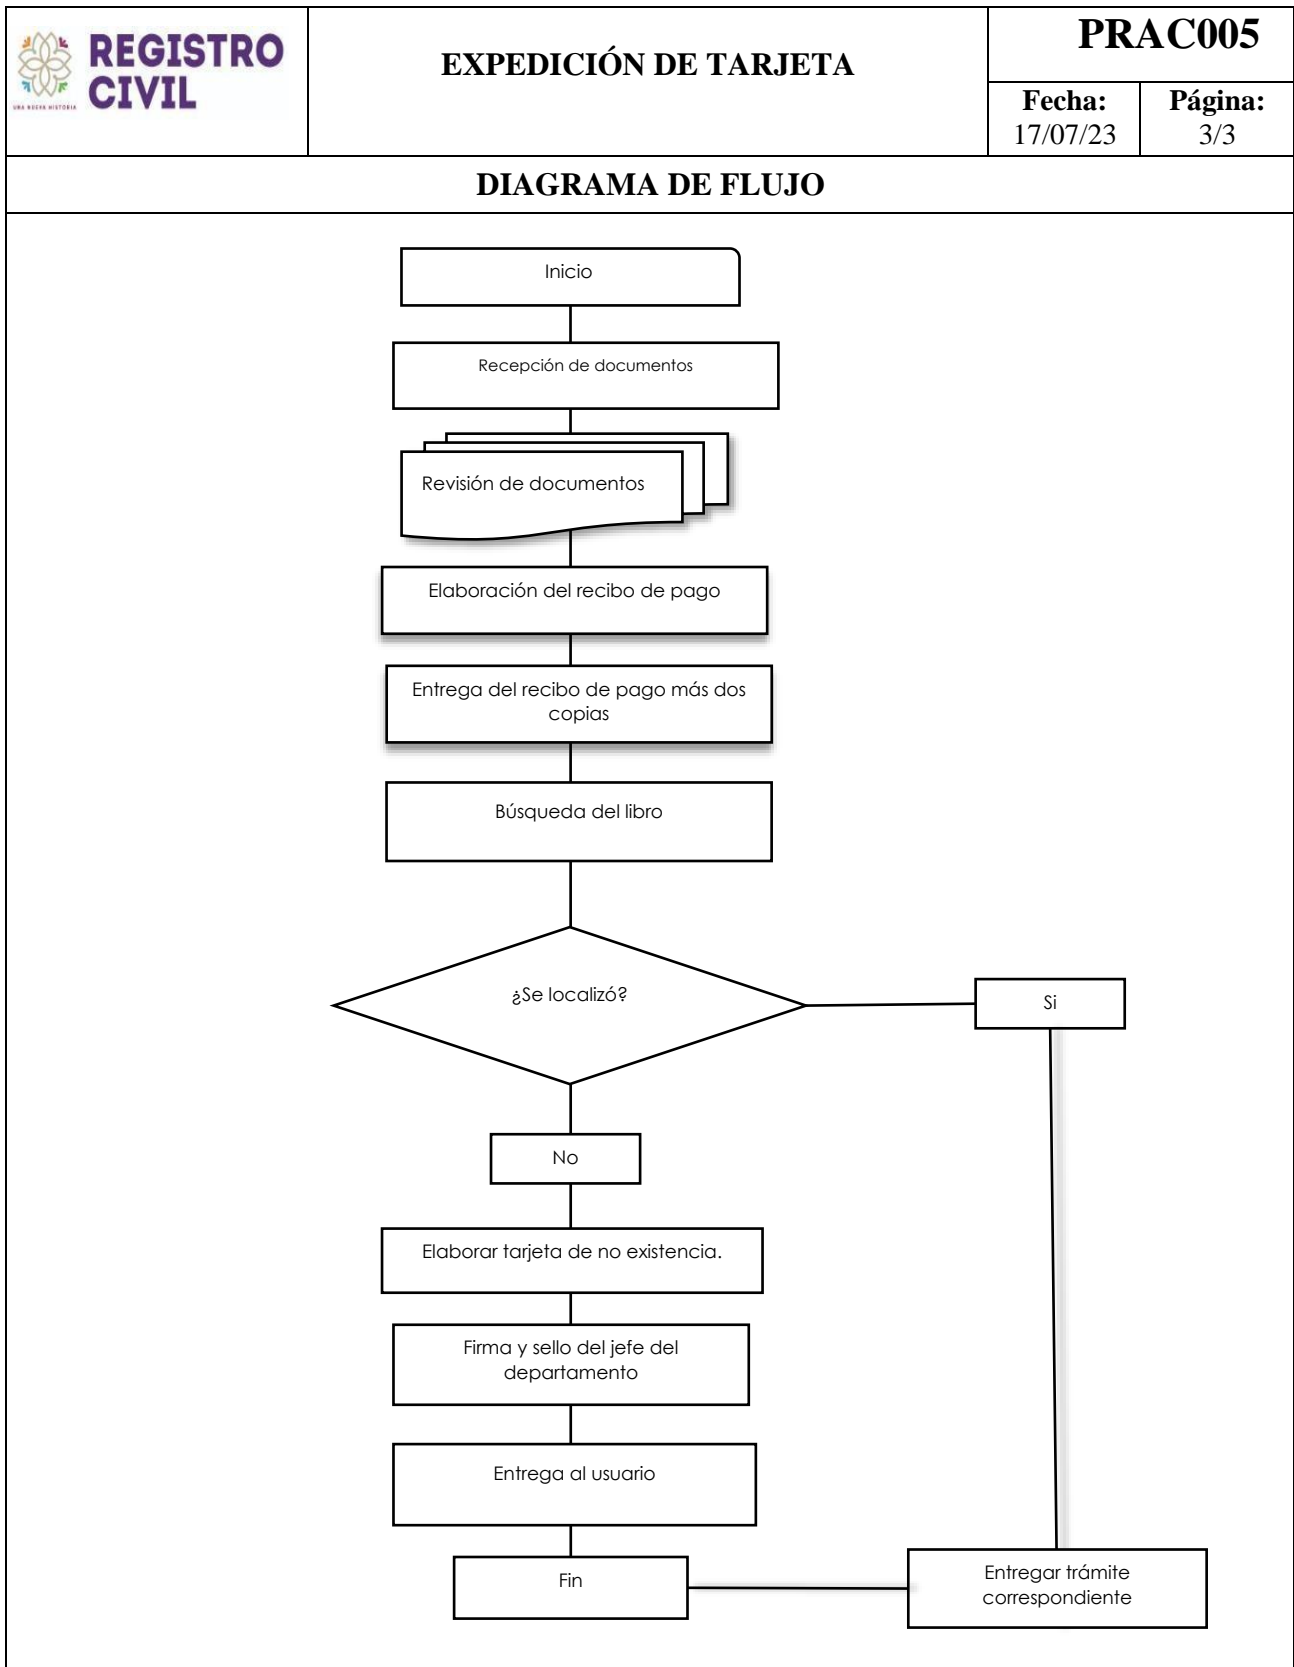 REGISTRO
CIVIL
UNA NUEVA HISTORIA
EXPEDICIÓN DE TARJETA
PRAC005
Fecha:
17/07/23
Página:
3/3
DIAGRAMA DE FLUJO
Inicio
Recepción de documentos
Revisión de documentos
Elaboración del recibo de pago
Entrega del recibo de pago más dos
copias
Búsqueda del libro
¿Se localizó?
Si
No
Elaborar tarjeta de no existencia.
Firma y sello del jefe del
departamento
Entrega al usuario
Fin
Entregar trámite
correspondiente